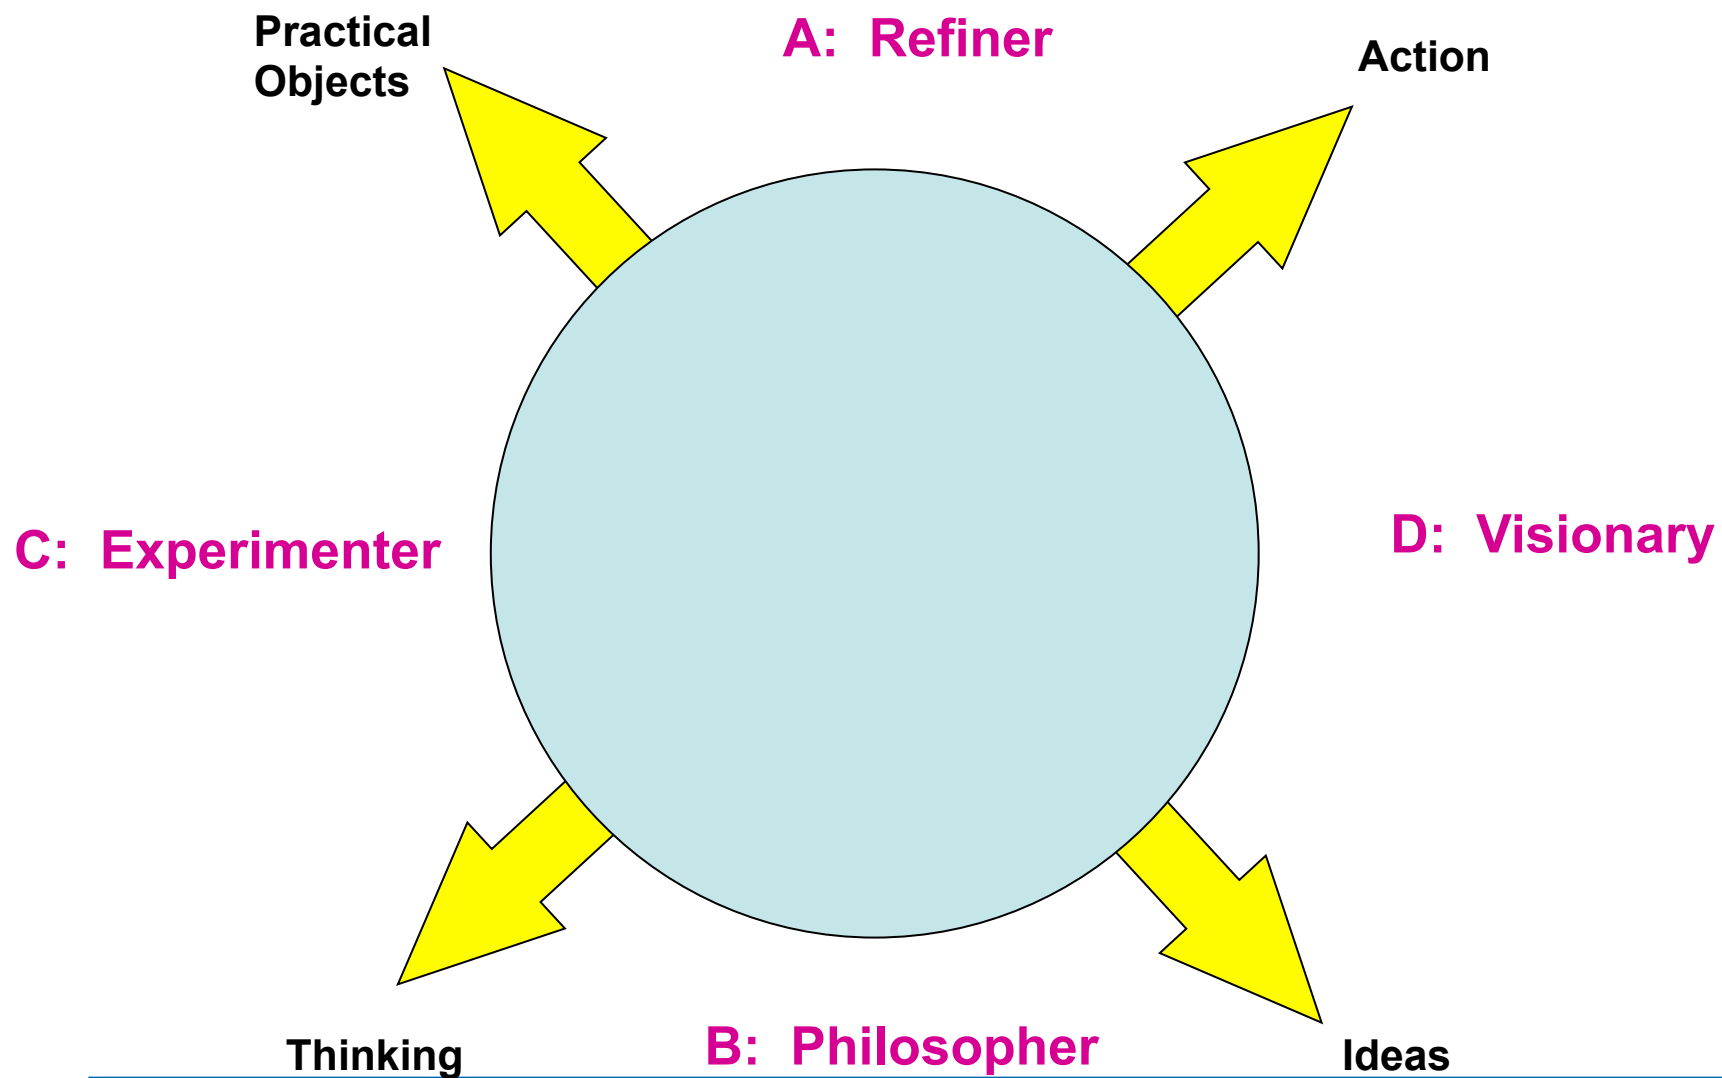 Practical
Objects
A: Refiner
Action
C: Experimenter
D: Visionary
Thinking
B: Philosopher
Ideas